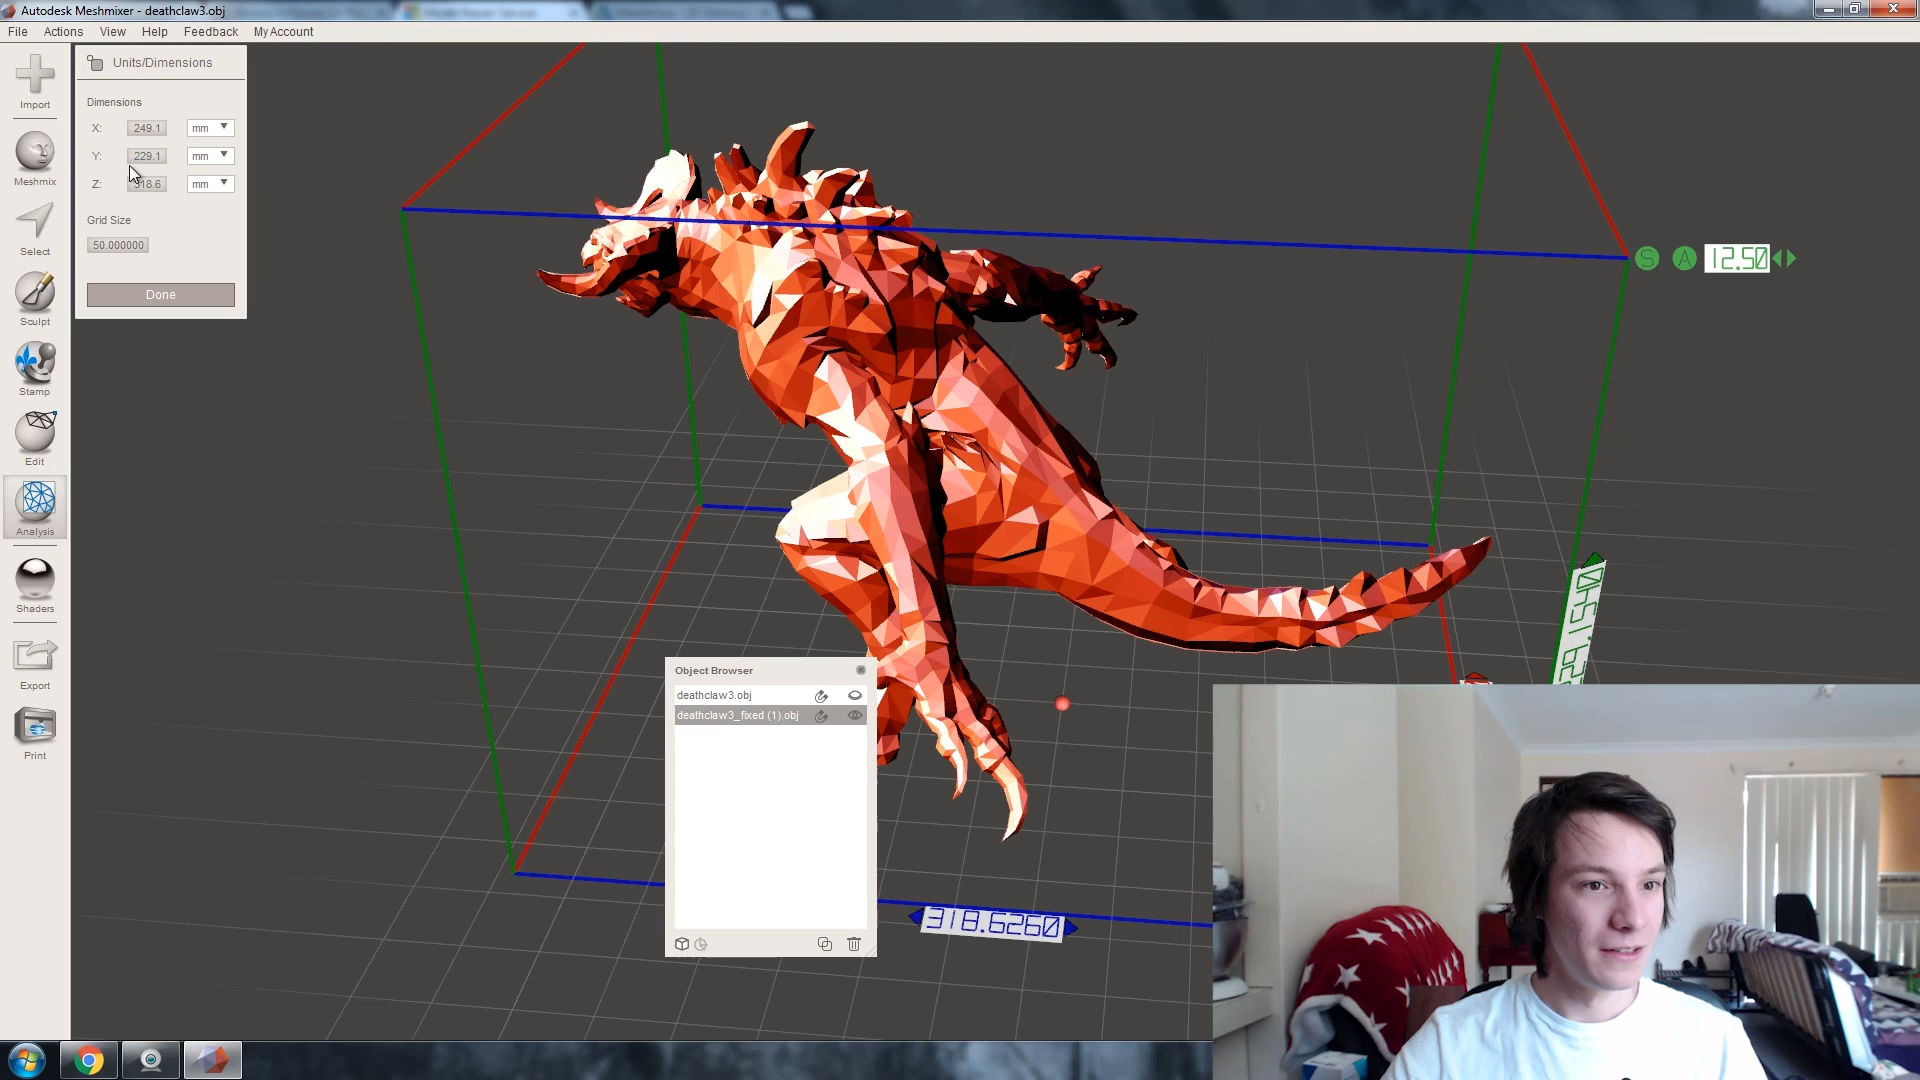 Autodesk Meshmixer - deathclaw3.obj
File Actions View Help Feedback My Account
Import
Meshmix
Select
Sculpt
Stamp
Edit
Analysis
Shaders
Export
Print
Units/Dimensions
Dimensions
X: 249.1 mm
Y: 229.1 mm
Z: 318.6 mm
Grid Size
50.000000
Done
S A 12.50
318.6260
Object Browser
deathclaw3.obj
deathclaw3_fixed (1).obj